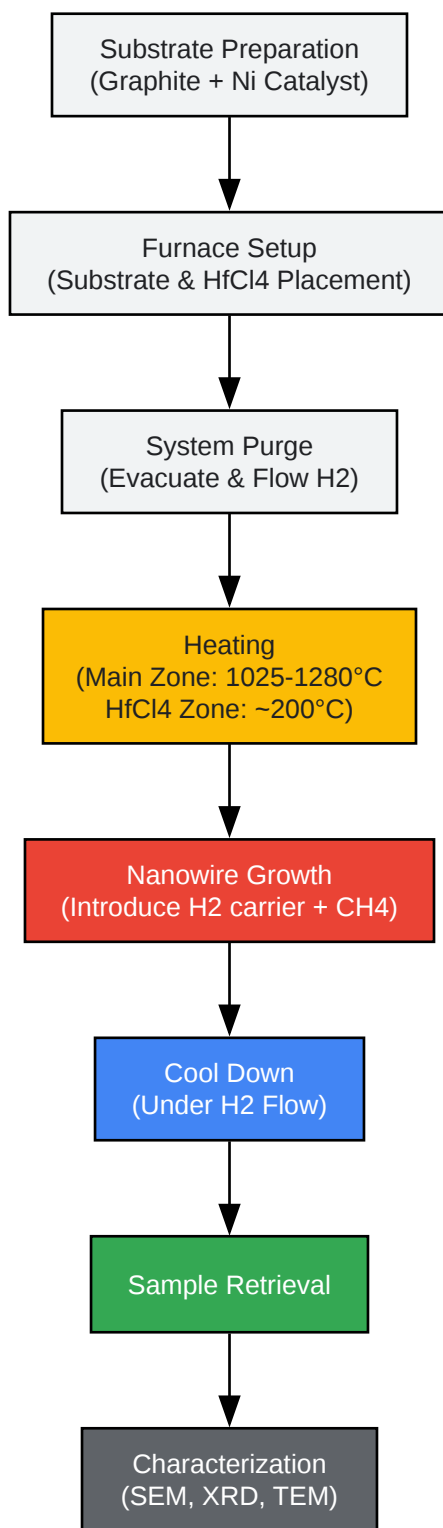 Substrate Preparation
(Graphite + Ni Catalyst)
Furnace Setup
(Substrate & HfCl4 Placement)
System Purge
(Evacuate & Flow H2)
Heating
(Main Zone: 1025-1280°C
HfCl4 Zone: ~200°C)
Nanowire Growth
(Introduce H2 carrier + CH4)
Cool Down
(Under H2 Flow)
Sample Retrieval
Characterization
(SEM, XRD, TEM)